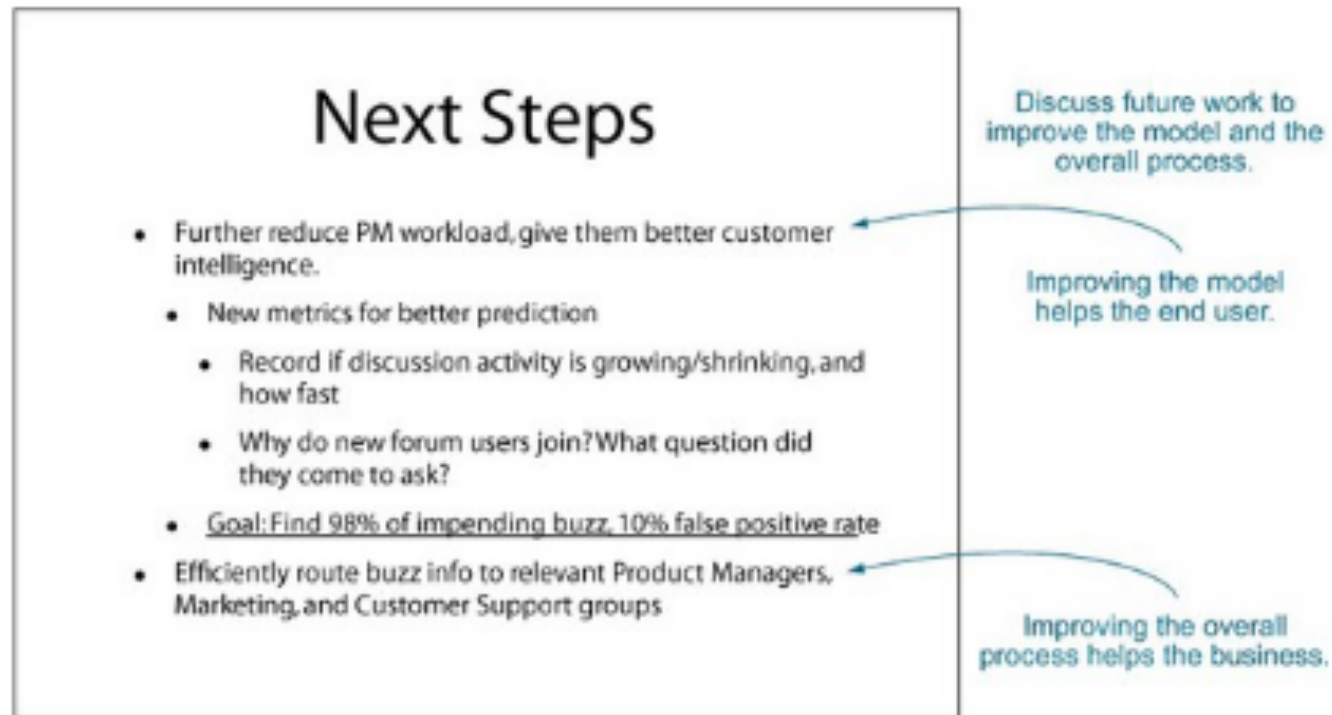 Next Steps
• Further reduce PM workload, give them better customer
intelligence.
• New metrics for better prediction
• Record if discussion activity is growing/shrinking, and
how fast
• Why do new forum users join? What question did
they come to ask?
• Goal: Find 98% of impending buzz, 10% false positive rate
• Efficiently route buzz info to relevant Product Managers,
Marketing, and Customer Support groups
Discuss future work to
improve the model and the
overall process.
Improving the model
helps the end user.
Improving the overall
process helps the business.